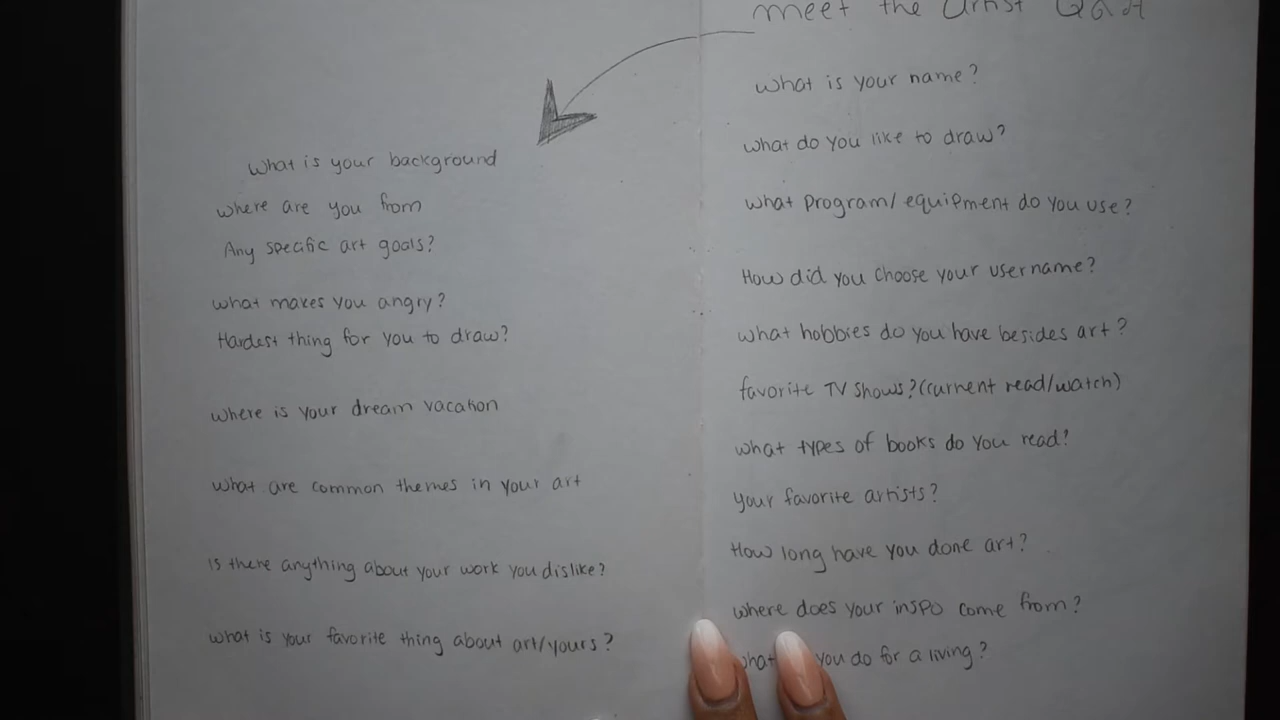 meet the artist Q&A
What is your name?
what do you like to draw?
what program/equipment do you use?
How did you choose your username?
what hobbies do you have besides art?
favorite TV shows? (current read/watch)
what types of books do you read?
your favorite artists?
How long have you done art?
where does your inspo come from?
what you do for a living?
what is your background
where are you from
Any specific art goals?
what makes you angry?
Hardest thing for you to draw?
where is your dream vacation
what are common themes in your art
Is there anything about your work you dislike?
what is your favorite thing about art/yours?